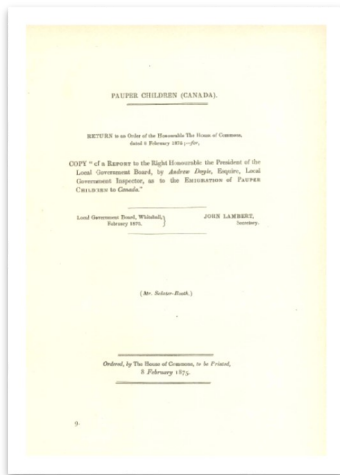 PAUPER CHILDREN (CANADA).
RETURN to an Order of the Honourable The House of Commons,
dated 8 February 1875;—for,
COPY "of a REPORT to the Right Honourable the President of the
Local Government Board, by Andrew Doyle, Esquire, Local
Government Inspector, as to the EMIGRATION of PAUPER
CHILDREN to Canada."
Local Government Board, Whitehall, }
February 1875.
JOHN LAMBERT,
Secretary.
(Mr. Sclater-Booth.)
Ordered, by The House of Commons, to be Printed,
8 February 1875.
9.